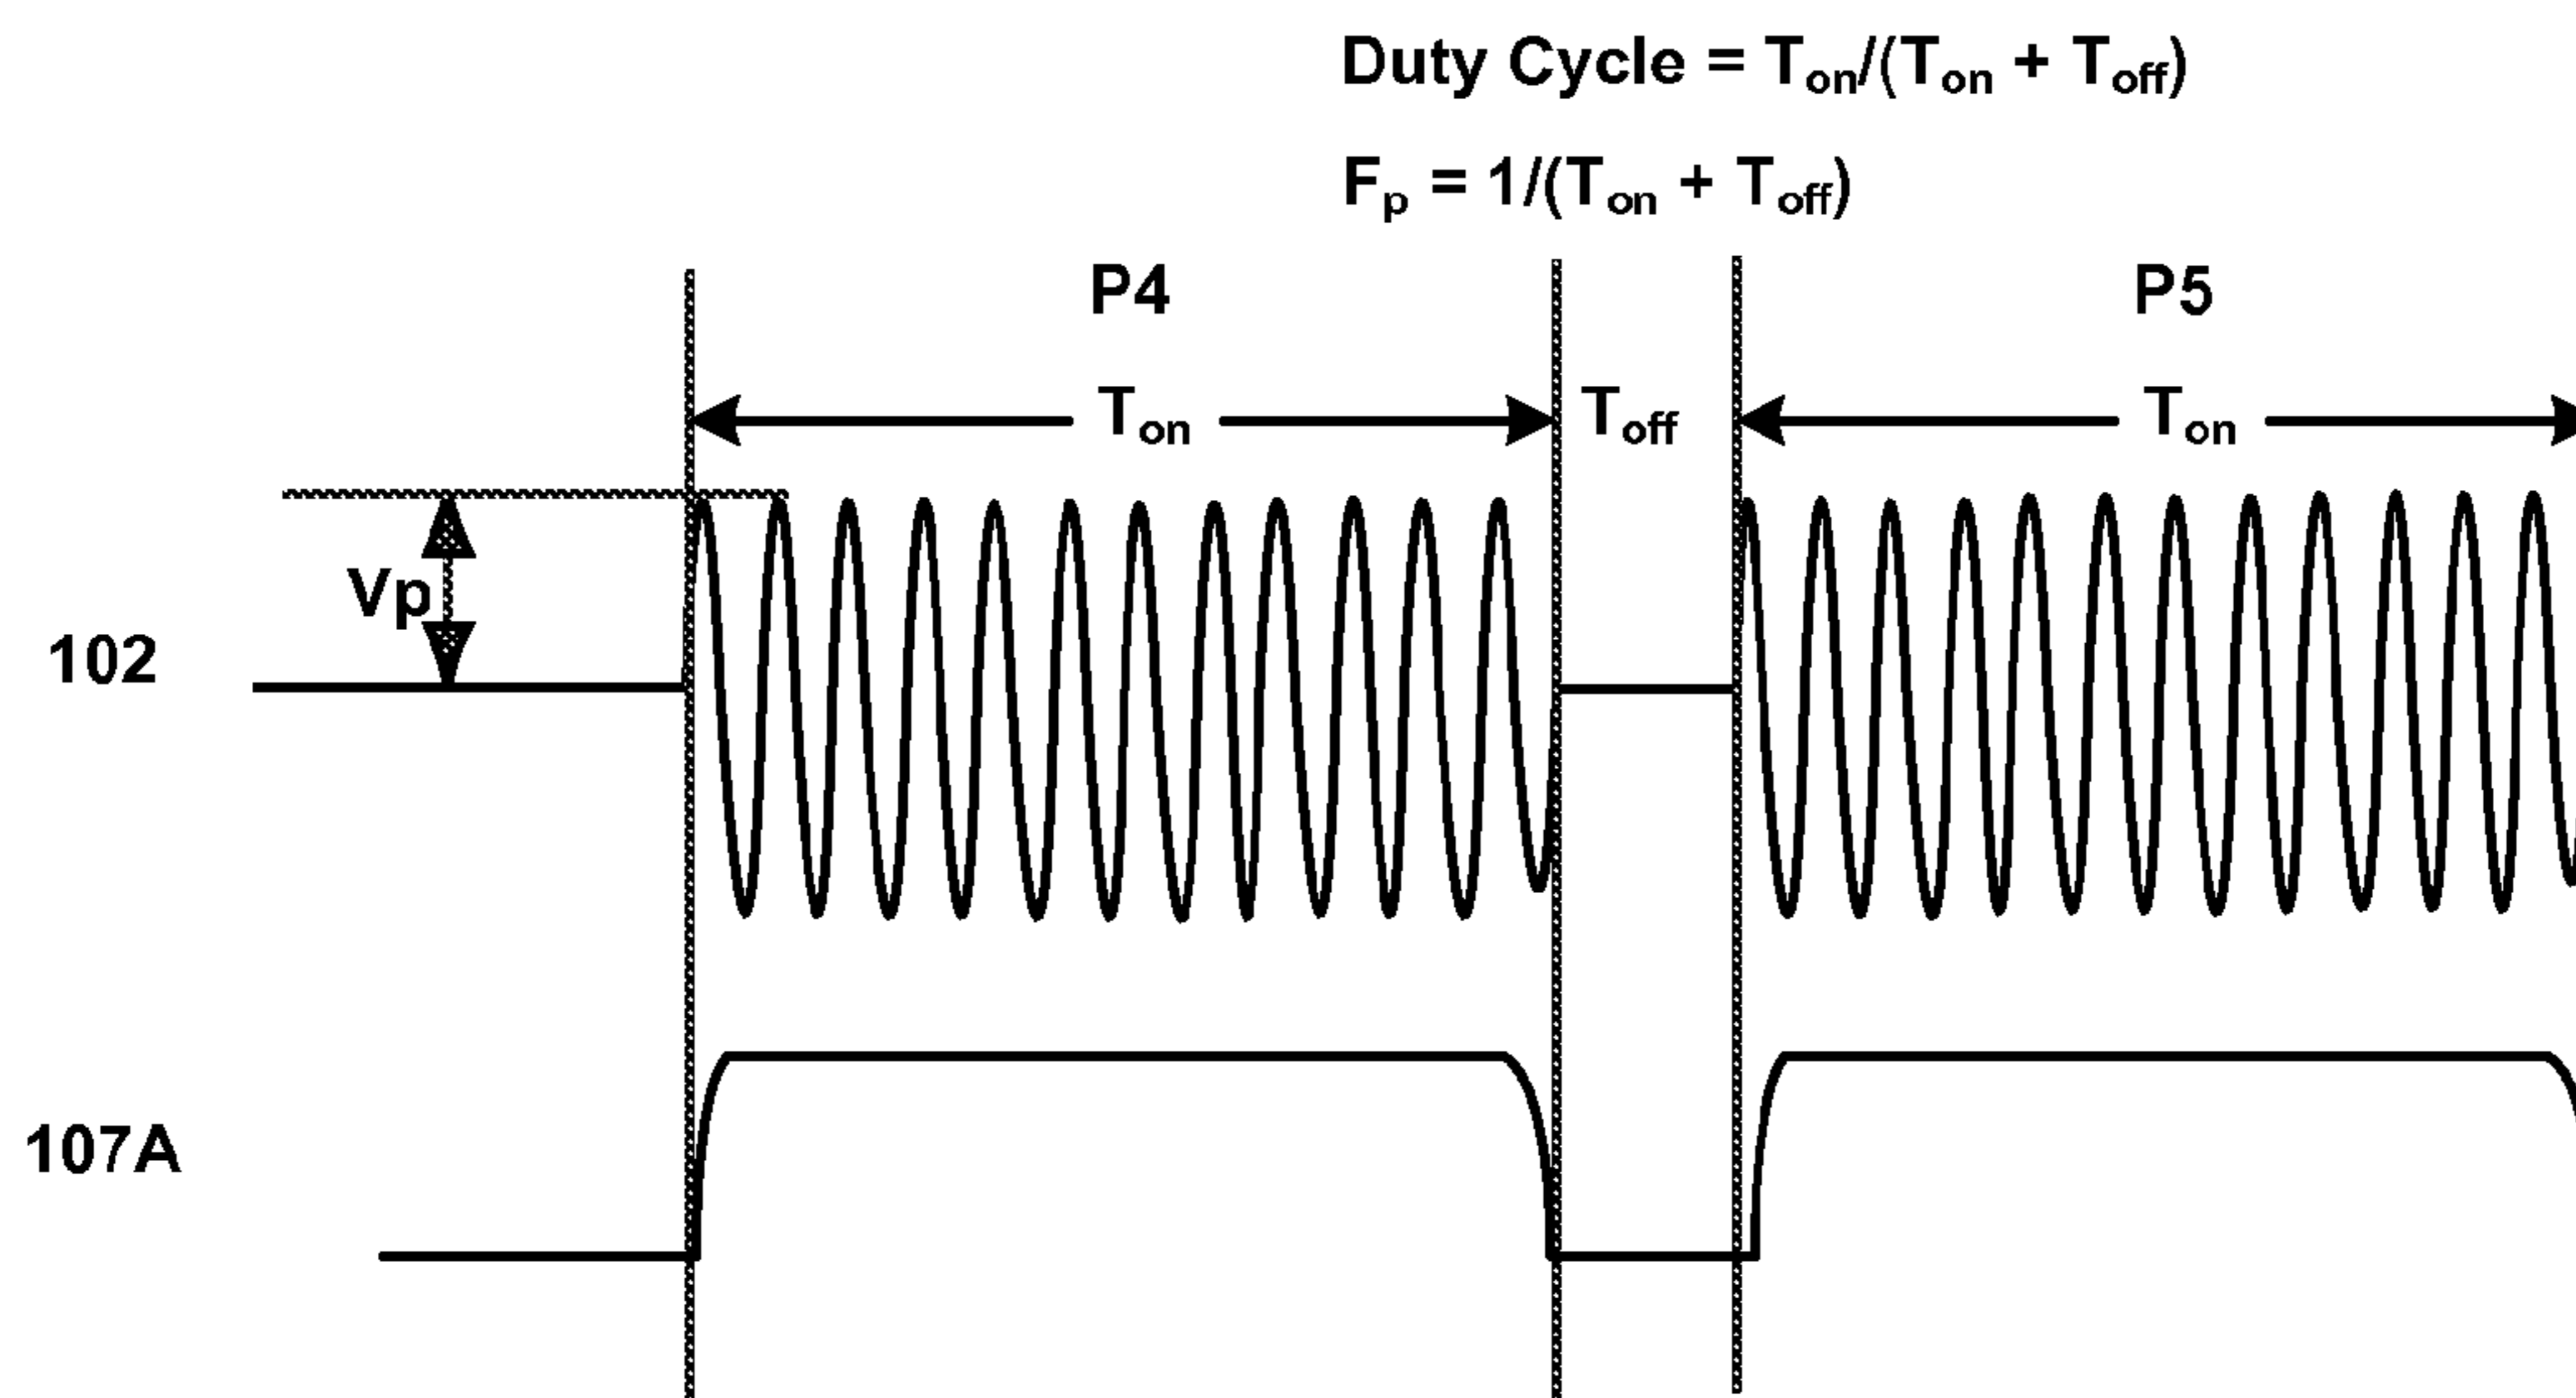 Duty Cycle = Ton/(Ton + Toff)
Fp = 1/(Ton + Toff)
P4 P5
Ton Toff Ton
Vp
102
107A